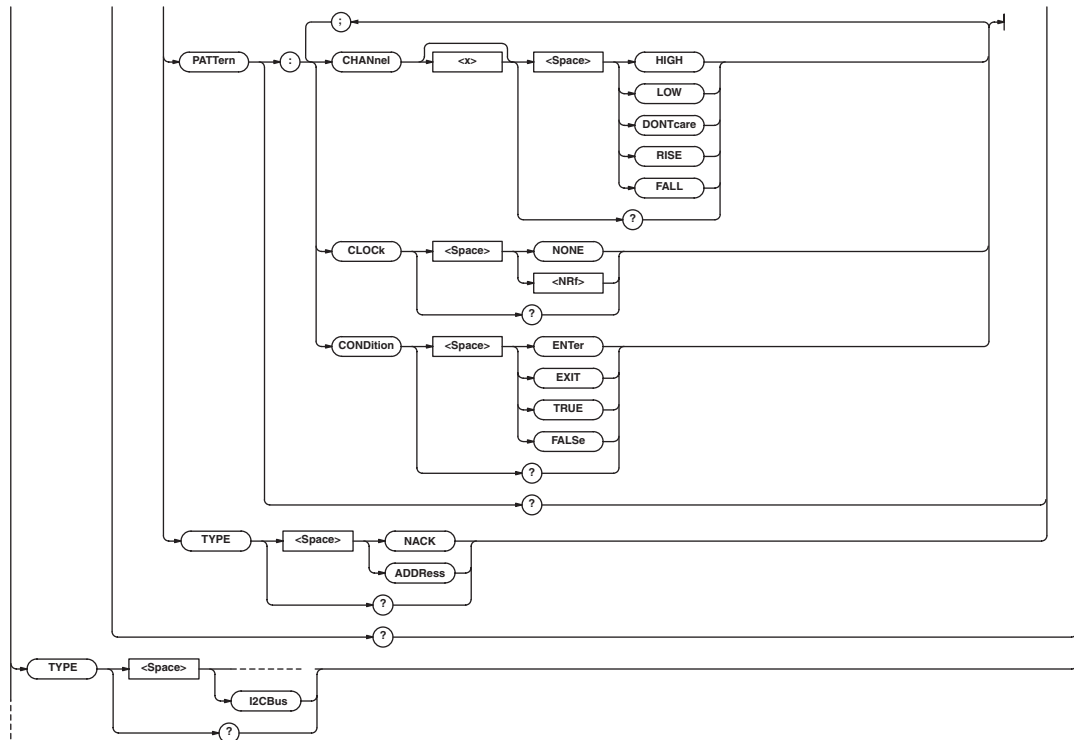 ;
PATTern : CHANnel <x> <Space> HIGH
LOW
DONTcare
RISE
FALL
?
CLOCk <Space> NONE
<NRf>
?
CONDition <Space> ENTer
EXIT
TRUE
FALSe
?
?
TYPE <Space> NACK
ADDRess
?
?
TYPE <Space>
I2CBus
?